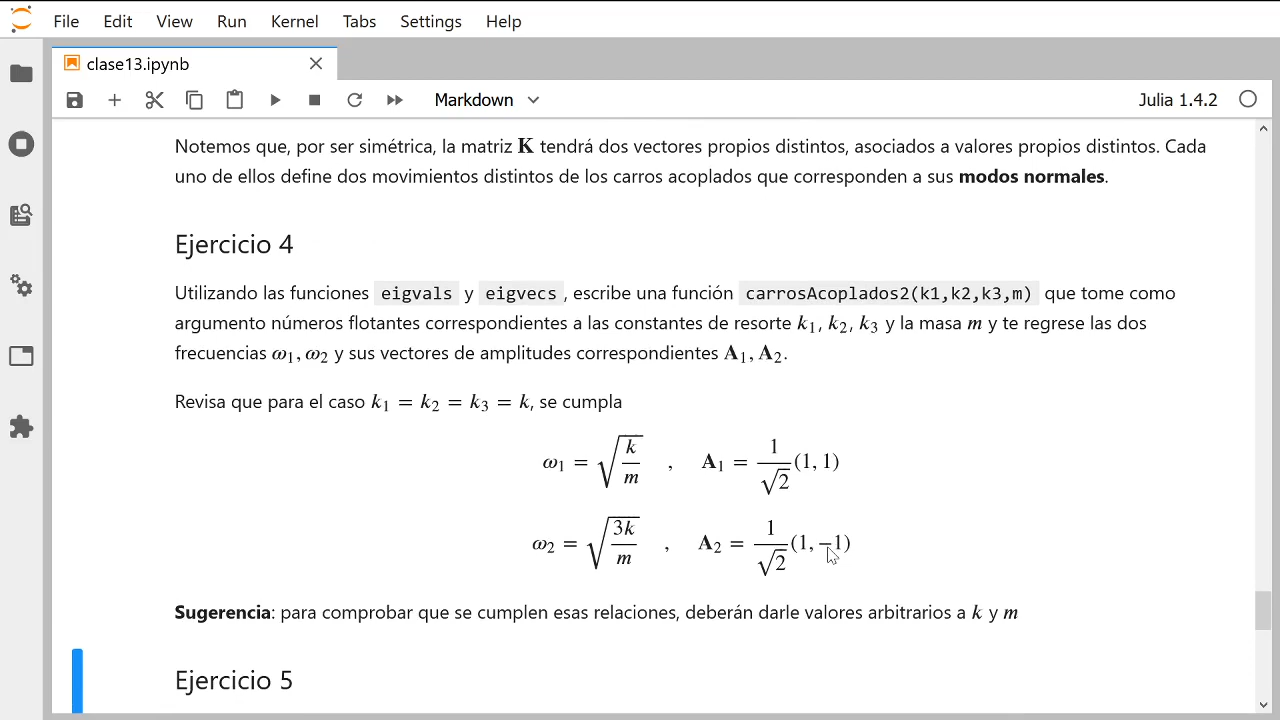 File Edit View Run Kernel Tabs Settings Help
clase13.ipynb
Markdown
Julia 1.4.2
Notemos que, por ser simétrica, la matriz K tendrá dos vectores propios distintos, asociados a valores propios distintos. Cada
uno de ellos define dos movimientos distintos de los carros acoplados que corresponden a sus modos normales.
Ejercicio 4
Utilizando las funciones eigvals y eigvecs, escribe una función carrosAcoplados2(k1,k2,k3,m) que tome como
argumento números flotantes correspondientes a las constantes de resorte k₁, k₂, k₃ y la masa m y te regrese las dos
frecuencias ω₁, ω₂ y sus vectores de amplitudes correspondientes A₁, A₂.
Revisa que para el caso k₁ = k₂ = k₃ = k, se cumpla
ω₁ = √(k/m) , A₁ = 1/√2 (1, 1)
ω₂ = √(3k/m) , A₂ = 1/√2 (1, −1)
Sugerencia: para comprobar que se cumplen esas relaciones, deberán darle valores arbitrarios a k y m
Ejercicio 5